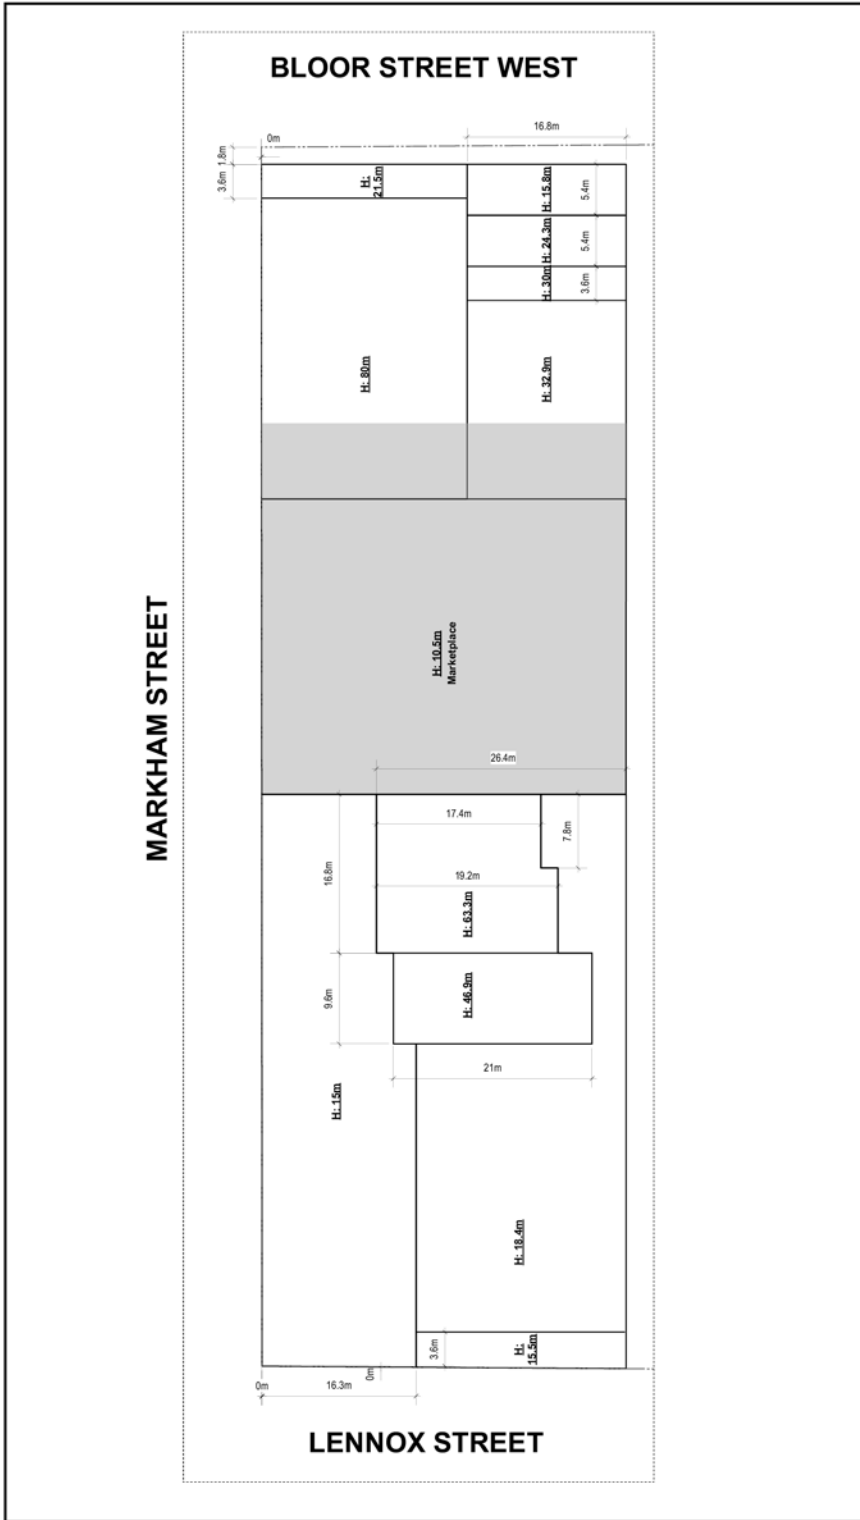 BLOOR STREET WEST
0m
16.8m
1.8m
3.6m
H:
21.5m
H: 15.8m
5.4m
H: 24.3m
5.4m
H: 30m
3.6m
H: 80m
H: 32.9m
MARKHAM STREET
H: 10.5m
Marketplace
26.4m
17.4m
7.8m
16.8m
19.2m
H: 63.3m
9.6m
H: 46.9m
21m
H: 15m
H: 18.4m
3.6m
H:
15.5m
0m
16.3m
0m
LENNOX STREET